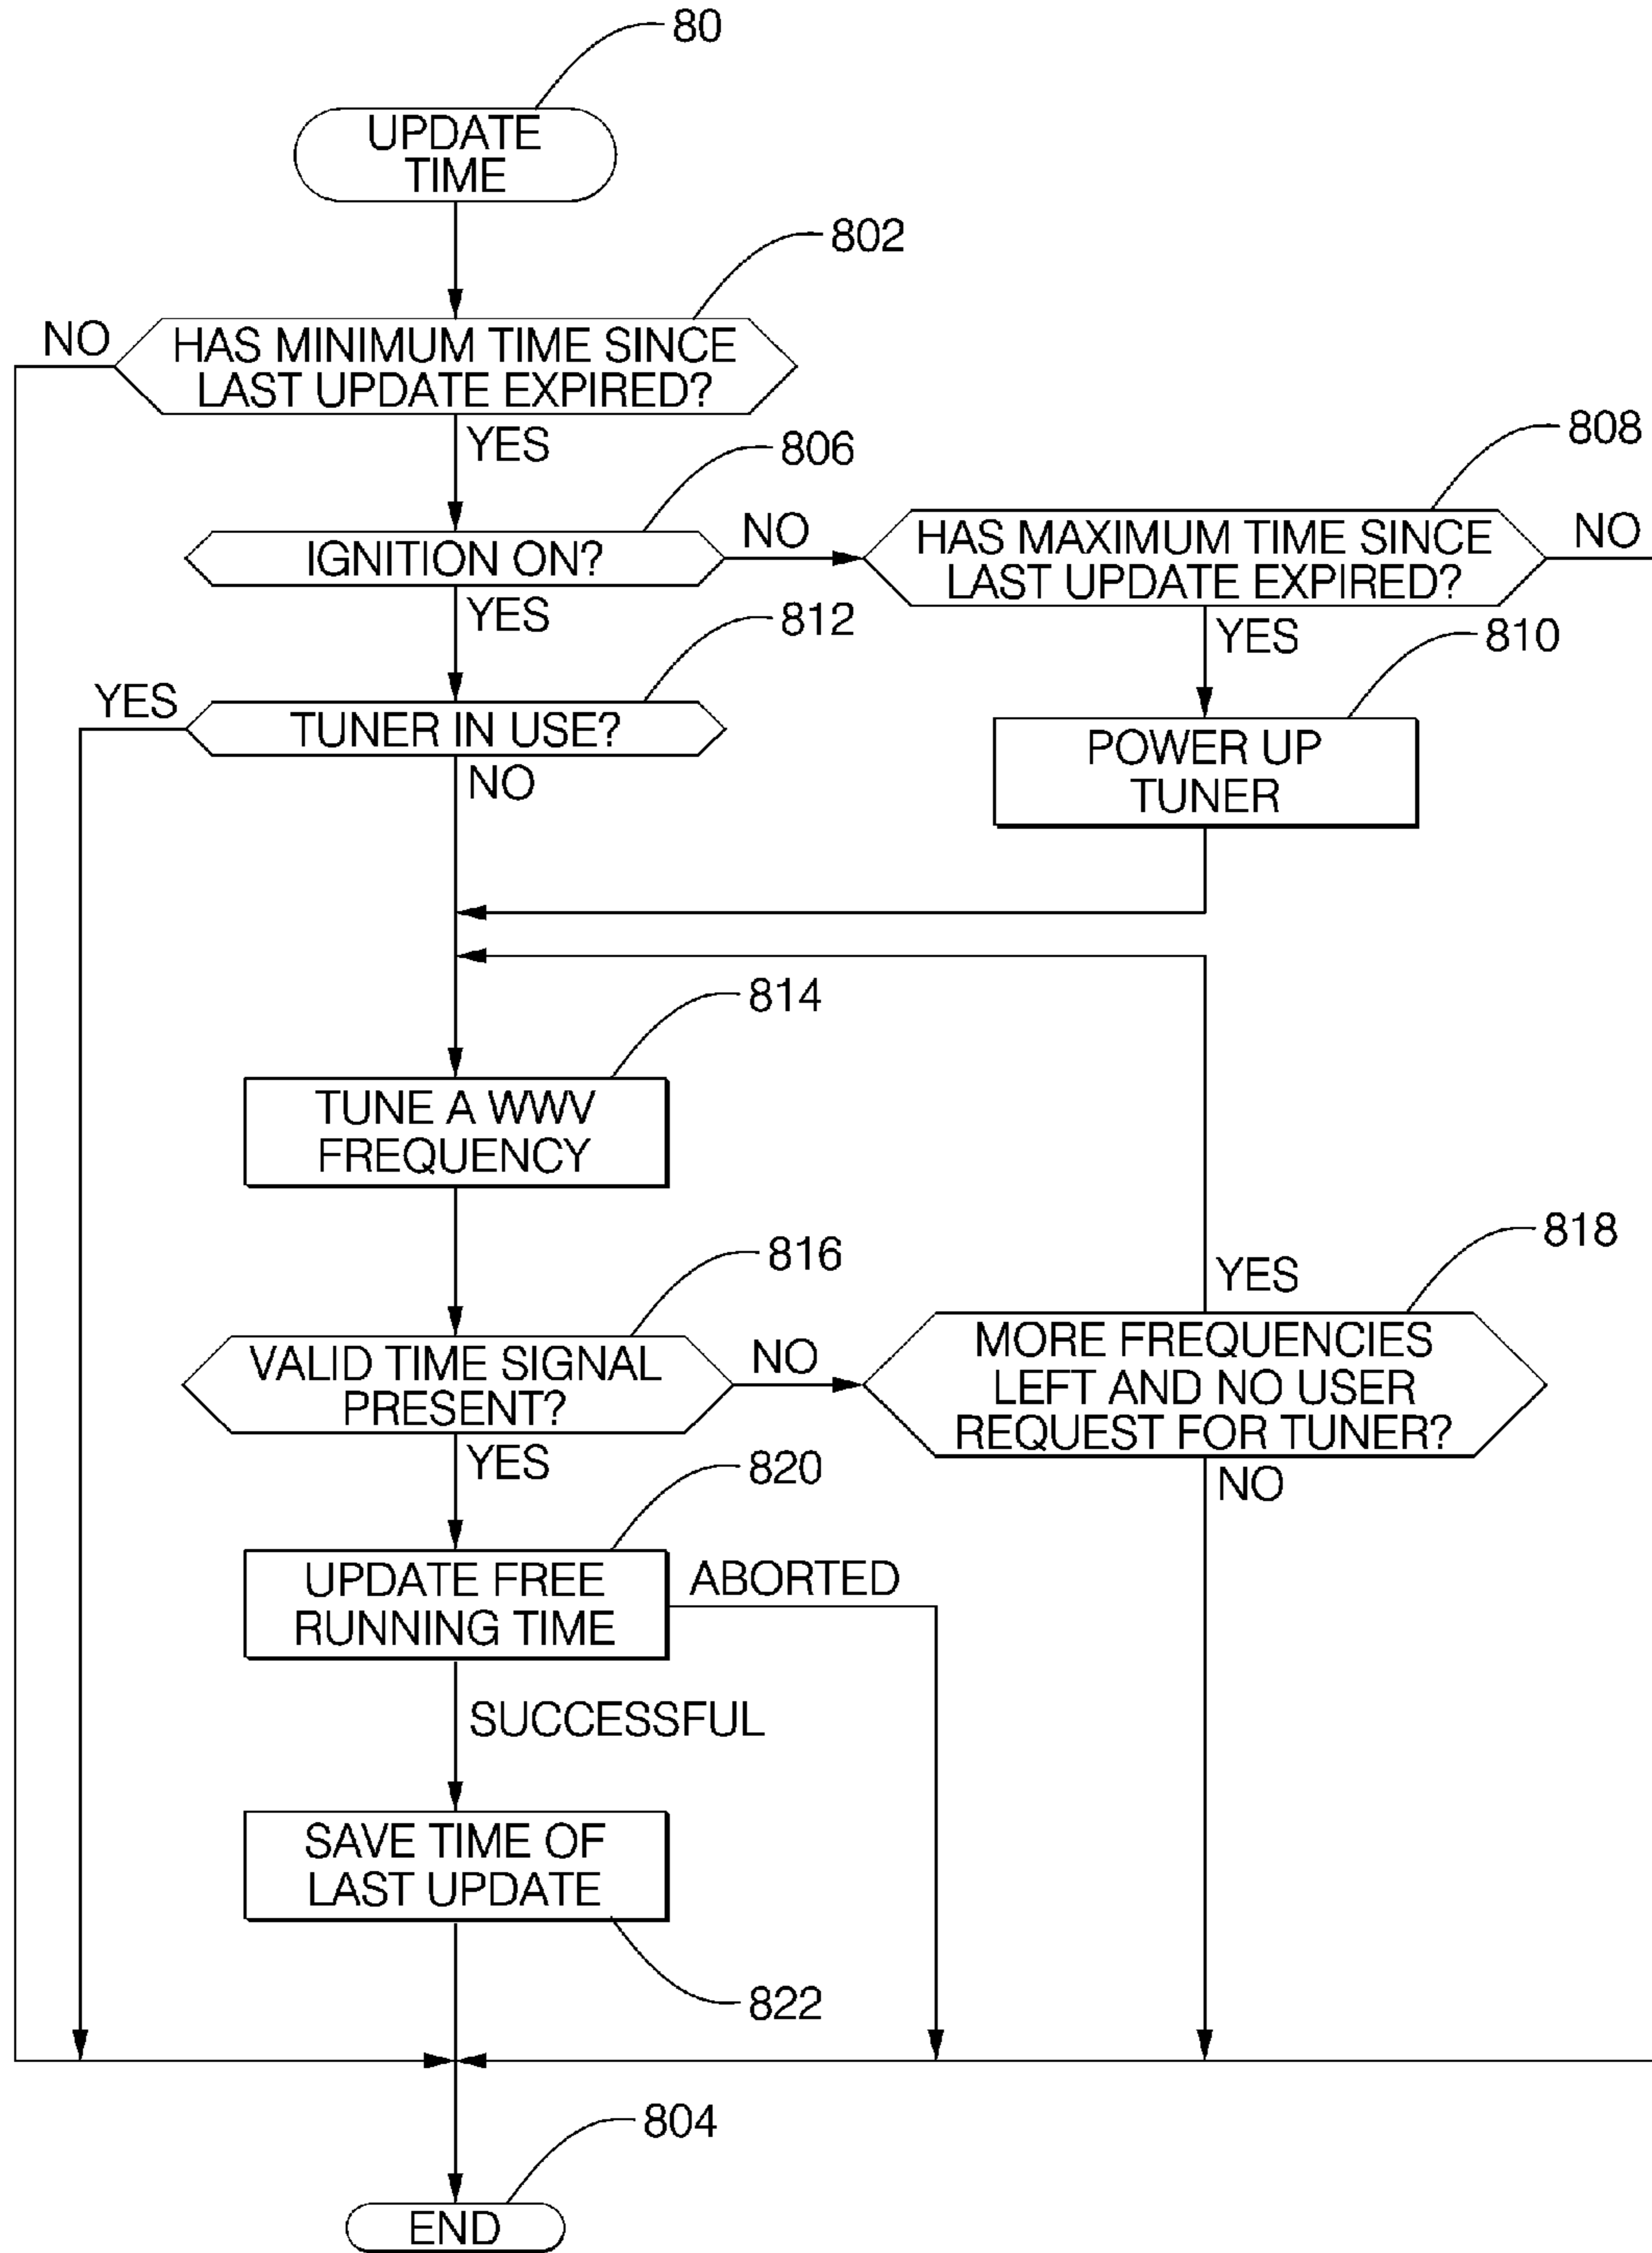 80
UPDATE
TIME
802
NO
HAS MINIMUM TIME SINCE
LAST UPDATE EXPIRED?
YES
806
808
IGNITION ON?
NO
HAS MAXIMUM TIME SINCE
LAST UPDATE EXPIRED?
NO
YES
812
YES
810
YES
TUNER IN USE?
NO
POWER UP
TUNER
814
TUNE A WWV
FREQUENCY
816
818
YES
VALID TIME SIGNAL
PRESENT?
NO
MORE FREQUENCIES
LEFT AND NO USER
REQUEST FOR TUNER?
YES
820
NO
UPDATE FREE
RUNNING TIME
ABORTED
SUCCESSFUL
SAVE TIME OF
LAST UPDATE
822
804
END